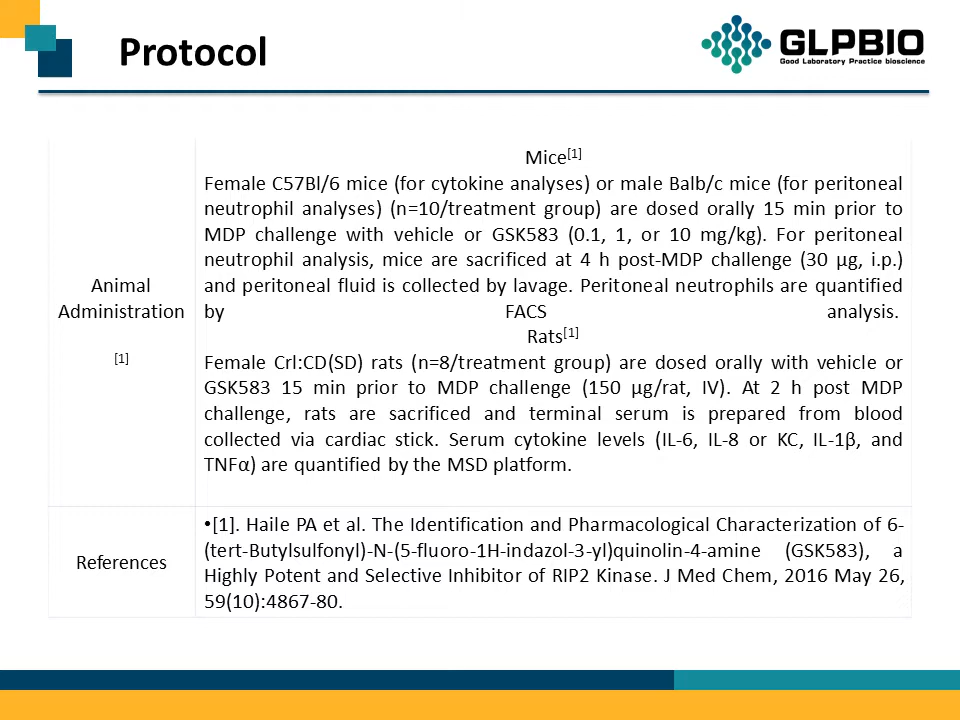 Protocol
GLPBIO
Good Laboratory Practice bioscience
Animal
Administration
[1]
Mice[1]
Female C57Bl/6 mice (for cytokine analyses) or male Balb/c mice (for peritoneal
neutrophil analyses) (n=10/treatment group) are dosed orally 15 min prior to
MDP challenge with vehicle or GSK583 (0.1, 1, or 10 mg/kg). For peritoneal
neutrophil analysis, mice are sacrificed at 4 h post-MDP challenge (30 μg, i.p.)
and peritoneal fluid is collected by lavage. Peritoneal neutrophils are quantified
by FACS analysis.
Rats[1]
Female Crl:CD(SD) rats (n=8/treatment group) are dosed orally with vehicle or
GSK583 15 min prior to MDP challenge (150 μg/rat, IV). At 2 h post MDP
challenge, rats are sacrificed and terminal serum is prepared from blood
collected via cardiac stick. Serum cytokine levels (IL-6, IL-8 or KC, IL-1β, and
TNFα) are quantified by the MSD platform.
References
•[1]. Haile PA et al. The Identification and Pharmacological Characterization of 6-
(tert-Butylsulfonyl)-N-(5-fluoro-1H-indazol-3-yl)quinolin-4-amine (GSK583), a
Highly Potent and Selective Inhibitor of RIP2 Kinase. J Med Chem, 2016 May 26,
59(10):4867-80.